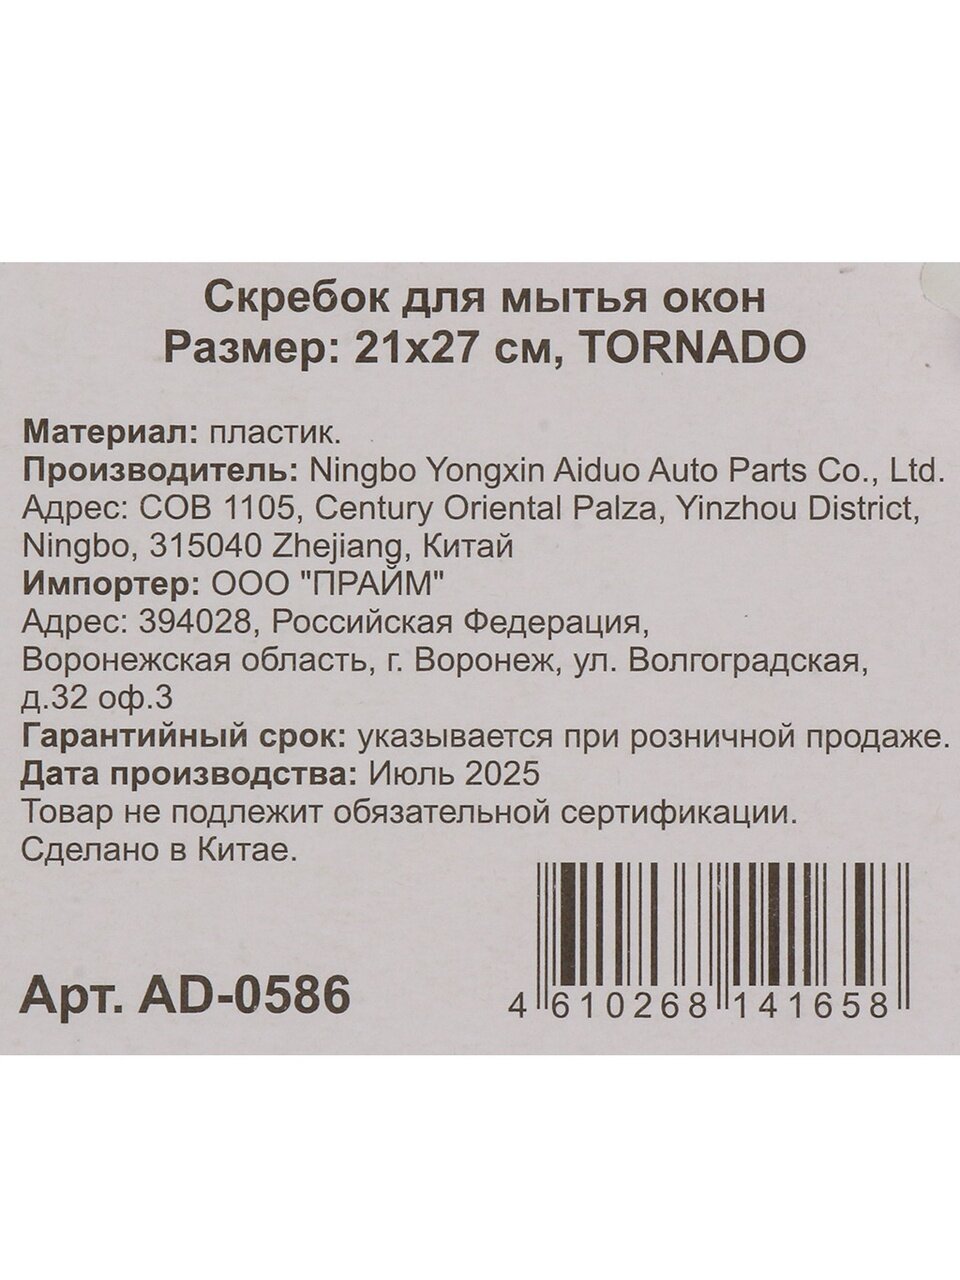 Скребок для мытья окон
Размер: 21х27 см, TORNADO
Материал: пластик.
Производитель: Ningbo Yongxin Aiduo Auto Parts Co., Ltd.
Адрес: COB 1105, Century Oriental Palza, Yinzhou District,
Ningbo, 315040 Zhejiang, Китай
Импортер: ООО "ПРАЙМ"
Адрес: 394028, Российская Федерация,
Воронежская область, г. Воронеж, ул. Волгоградская,
д.32 оф.3
Гарантийный срок: указывается при розничной продаже.
Дата производства: Июль 2025
Товар не подлежит обязательной сертификации.
Сделано в Китае.
Арт. AD-0586
4 610268 141658